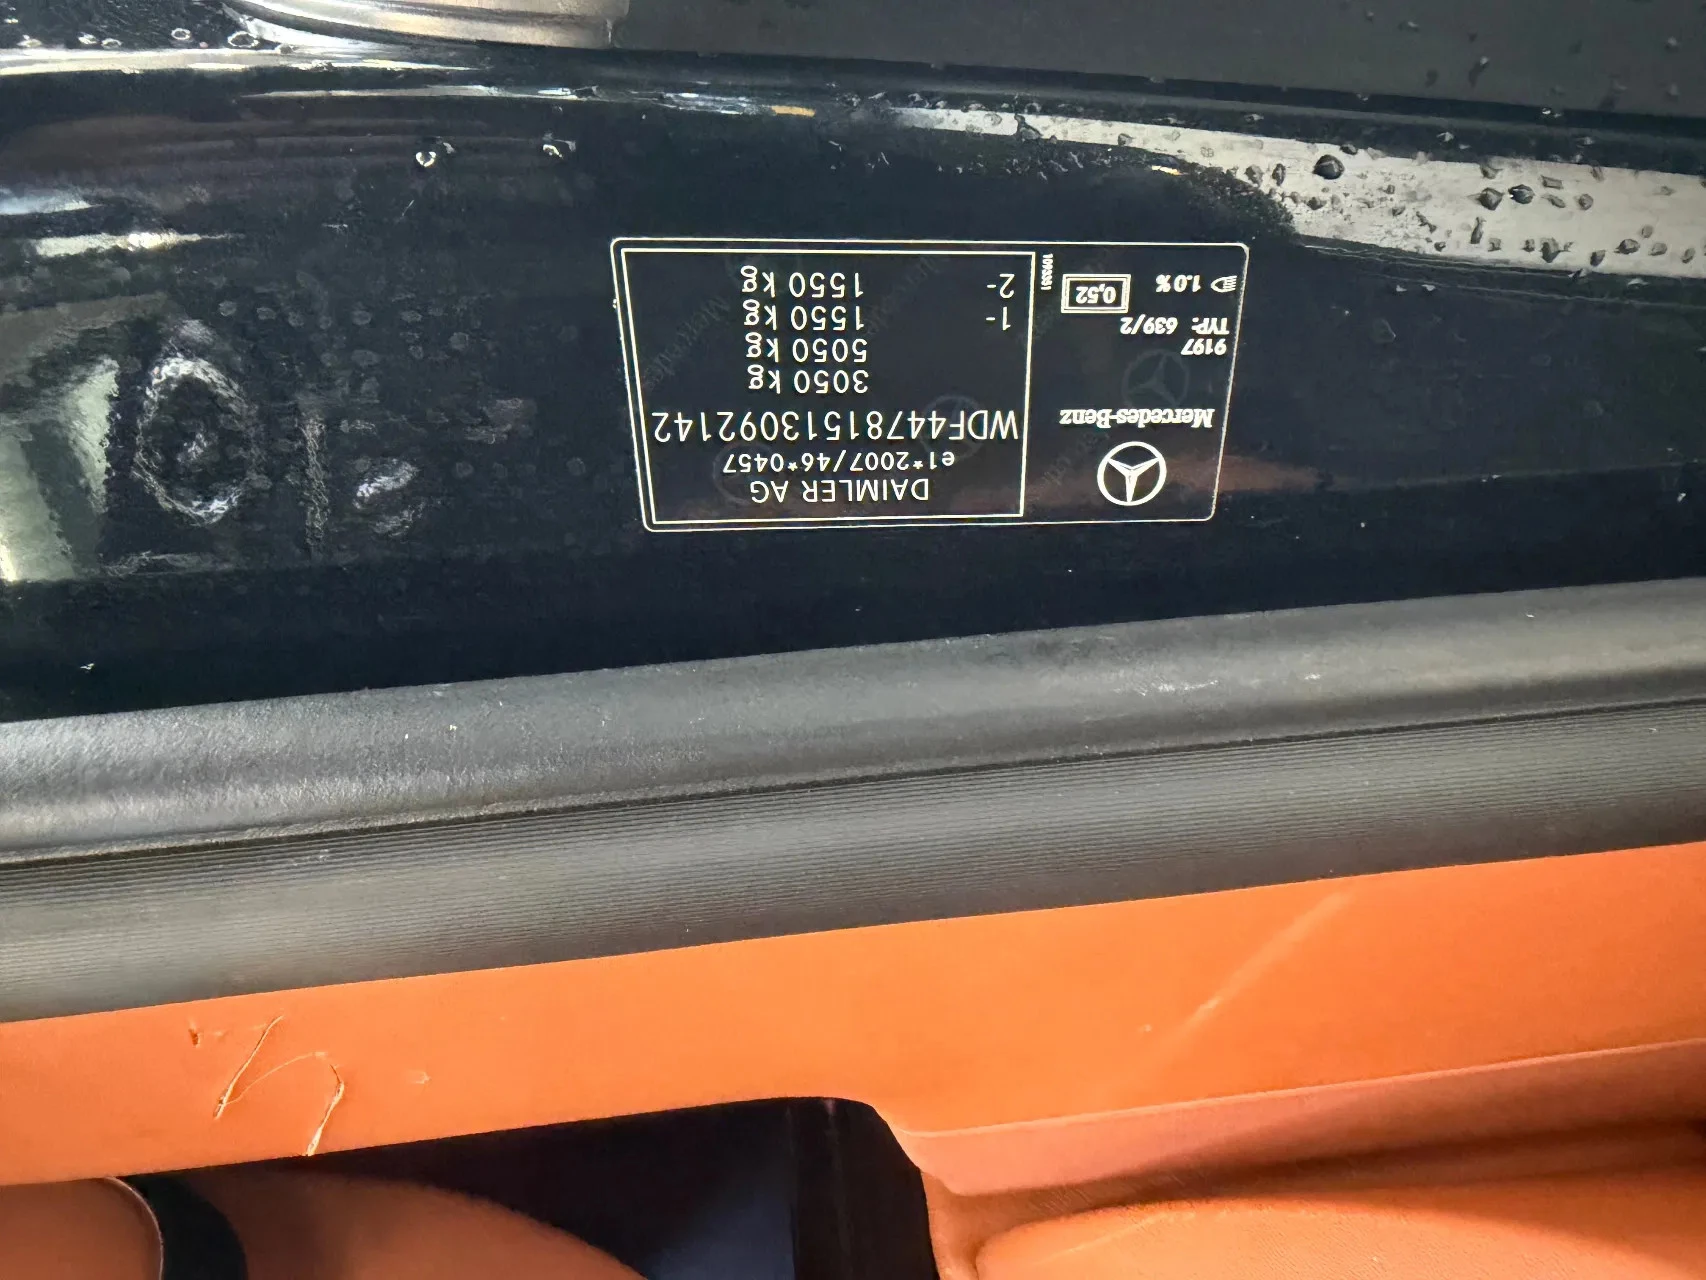 Mercedes-Benz
9197
TYP: 639/2
0,52
1.0%
1093351
DAIMLER AG
e1*2007/46*0457
WDF44781513092142
3050 kg
5050 kg
1- 1550 kg
2- 1550 kg